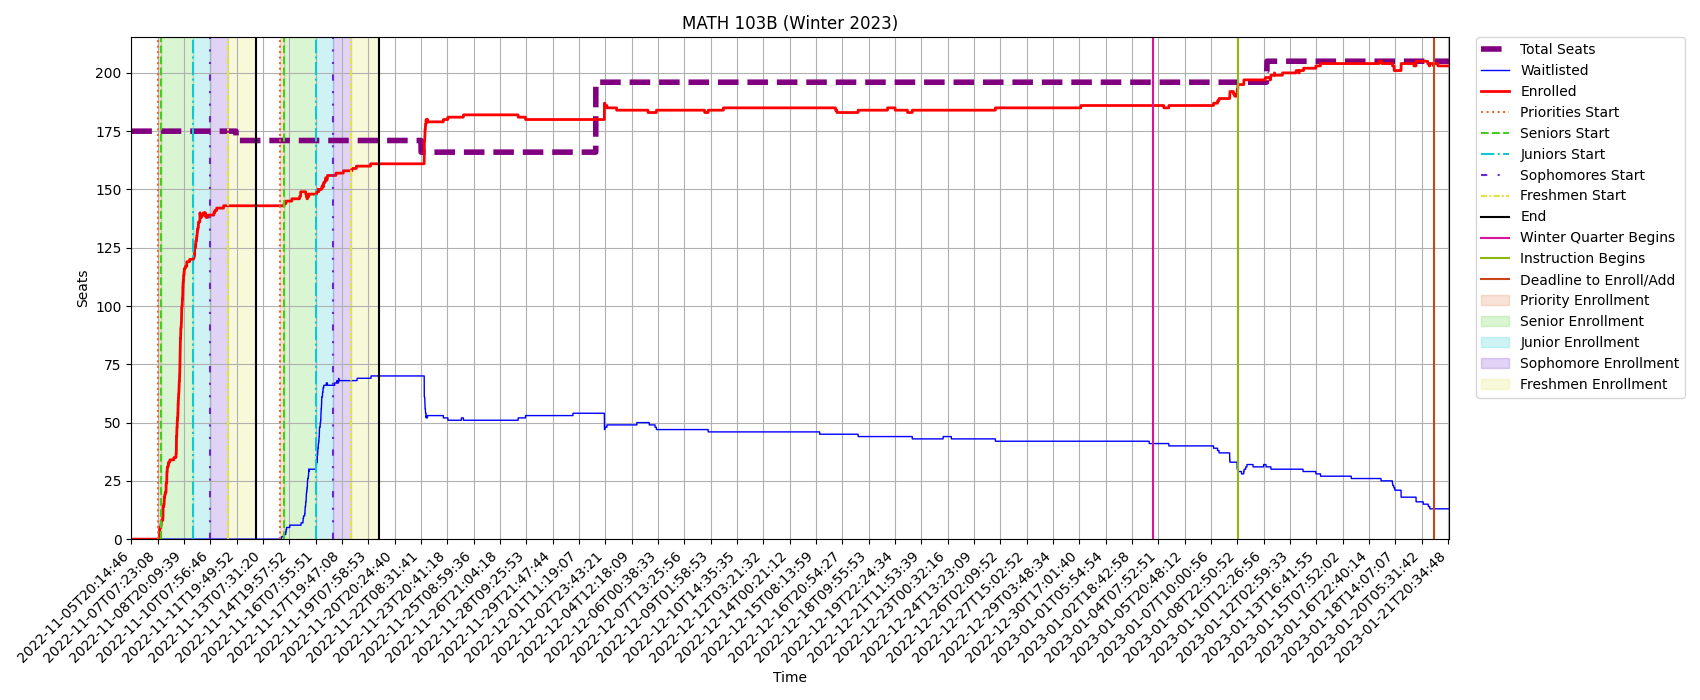 MATH 103B (Winter 2023)
Seats
200
175
150
125
100
75
50
25
0
2022-11-05T20:14:46
2022-11-07T07:23:08
2022-11-08T20:09:39
2022-11-10T07:56:46
2022-11-11T19:49:52
2022-11-13T07:31:20
2022-11-14T19:57:52
2022-11-16T07:55:51
2022-11-17T19:47:08
2022-11-19T07:58:53
2022-11-20T20:24:40
2022-11-22T08:31:41
2022-11-23T20:41:18
2022-11-25T08:59:36
2022-11-26T21:04:18
2022-11-28T09:25:53
2022-11-29T21:47:44
2022-12-01T11:19:07
2022-12-02T23:43:21
2022-12-04T12:18:09
2022-12-06T00:38:33
2022-12-07T13:25:56
2022-12-09T01:58:53
2022-12-10T14:35:35
2022-12-12T03:21:32
2022-12-14T00:21:12
2022-12-15T08:13:59
2022-12-16T20:54:27
2022-12-18T09:55:53
2022-12-19T22:24:34
2022-12-21T11:53:39
2022-12-23T00:32:16
2022-12-24T13:23:09
2022-12-26T02:09:52
2022-12-27T15:02:52
2022-12-29T03:48:34
2022-12-30T17:01:40
2023-01-01T05:54:54
2023-01-02T18:42:58
2023-01-04T07:52:51
2023-01-05T20:48:12
2023-01-07T10:00:56
2023-01-08T22:50:52
2023-01-10T12:26:56
2023-01-12T02:59:33
2023-01-13T16:41:55
2023-01-15T07:52:02
2023-01-16T22:40:14
2023-01-18T14:07:07
2023-01-20T05:31:42
2023-01-21T20:34:48
Time
Total Seats
Waitlisted
Enrolled
Priorities Start
Seniors Start
Juniors Start
Sophomores Start
Freshmen Start
End
Winter Quarter Begins
Instruction Begins
Deadline to Enroll/Add
Priority Enrollment
Senior Enrollment
Junior Enrollment
Sophomore Enrollment
Freshmen Enrollment